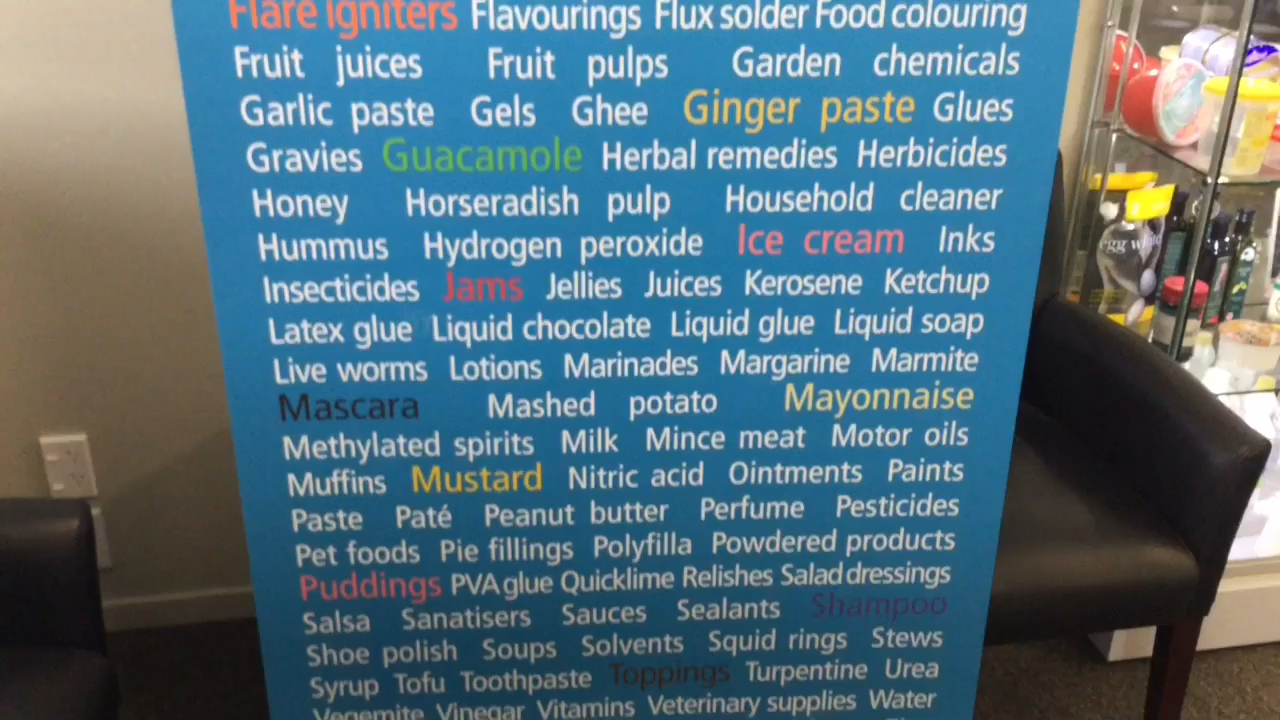 Flare igniters Flavourings Flux solder Food colouring
Fruit juices Fruit pulps Garden chemicals
Garlic paste Gels Ghee Ginger paste Glues
Gravies Guacamole Herbal remedies Herbicides
Honey Horseradish pulp Household cleaner
Hummus Hydrogen peroxide Ice cream Inks
Insecticides Jams Jellies Juices Kerosene Ketchup
Latex glue Liquid chocolate Liquid glue Liquid soap
Live worms Lotions Marinades Margarine Marmite
Mascara Mashed potato Mayonnaise
Methylated spirits Milk Mince meat Motor oils
Muffins Mustard Nitric acid Ointments Paints
Paste Paté Peanut butter Perfume Pesticides
Pet foods Pie fillings Polyfilla Powdered products
Puddings PVA glue Quicklime Relishes Salad dressings
Salsa Sanatisers Sauces Sealants Shampoo
Shoe polish Soups Solvents Squid rings Stews
Syrup Tofu Toothpaste Toppings Turpentine Urea
Vegemite Vinegar Vitamins Veterinary supplies Water
egg white